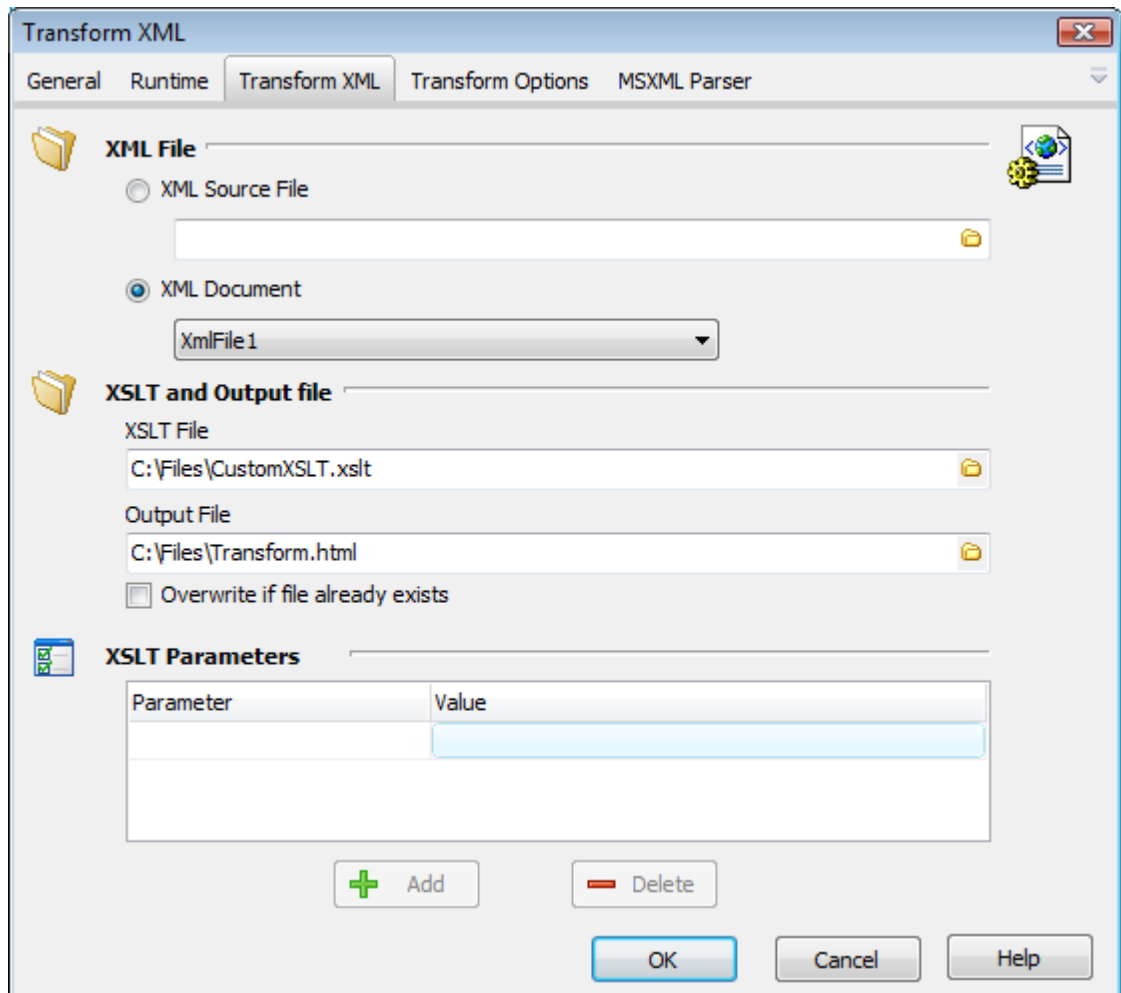 Transform XML
General Runtime Transform XML Transform Options MSXML Parser
XML File
XML Source File
XML Document
XmlFile1
XSLT and Output file
XSLT File
C:\Files\CustomXSLT.xslt
Output File
C:\Files\Transform.html
Overwrite if file already exists
XSLT Parameters
Parameter Value
Add Delete
OK Cancel Help